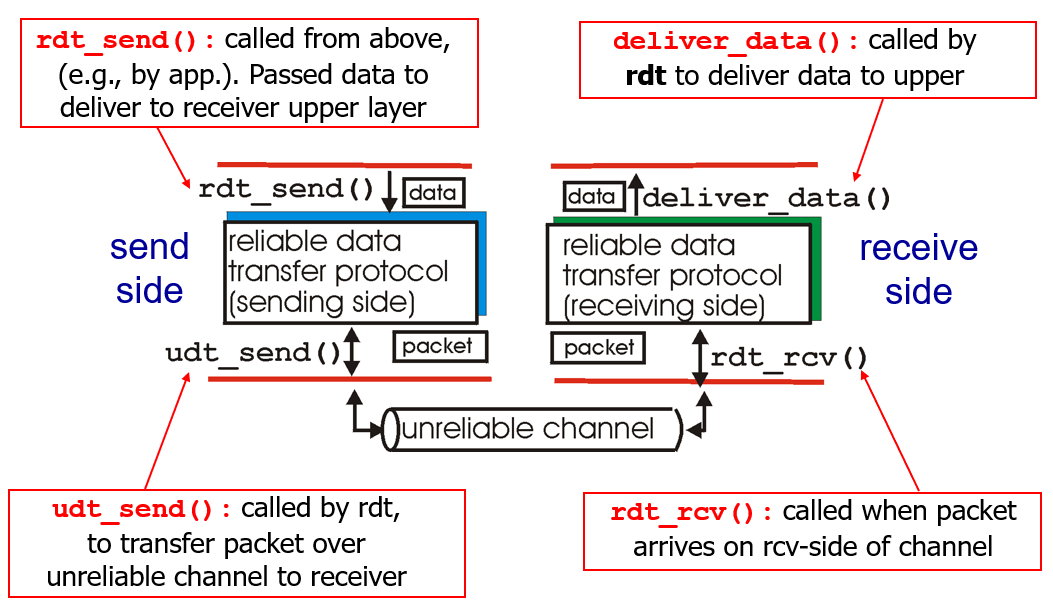 rdt_send(): called from above,
(e.g., by app.). Passed data to
deliver to receiver upper layer
deliver_data(): called by
rdt to deliver data to upper
rdt_send()
data
data
deliver_data()
send
side
reliable data
transfer protocol
(sending side)
reliable data
transfer protocol
(receiving side)
receive
side
udt_send()
packet
packet
rdt_rcv()
unreliable channel
udt_send(): called by rdt,
to transfer packet over
unreliable channel to receiver
rdt_rcv(): called when packet
arrives on rcv-side of channel